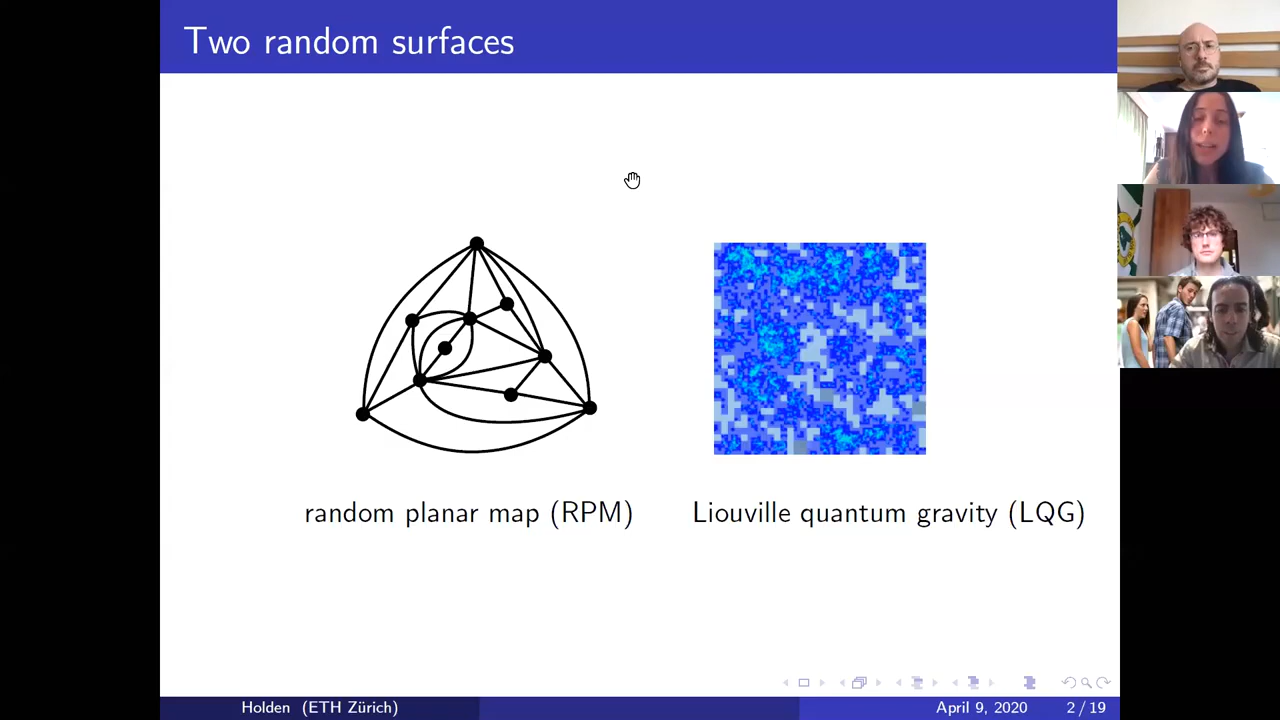 Two random surfaces
random planar map (RPM)
Liouville quantum gravity (LQG)
Holden (ETH Zürich)
April 9, 2020
2 / 19